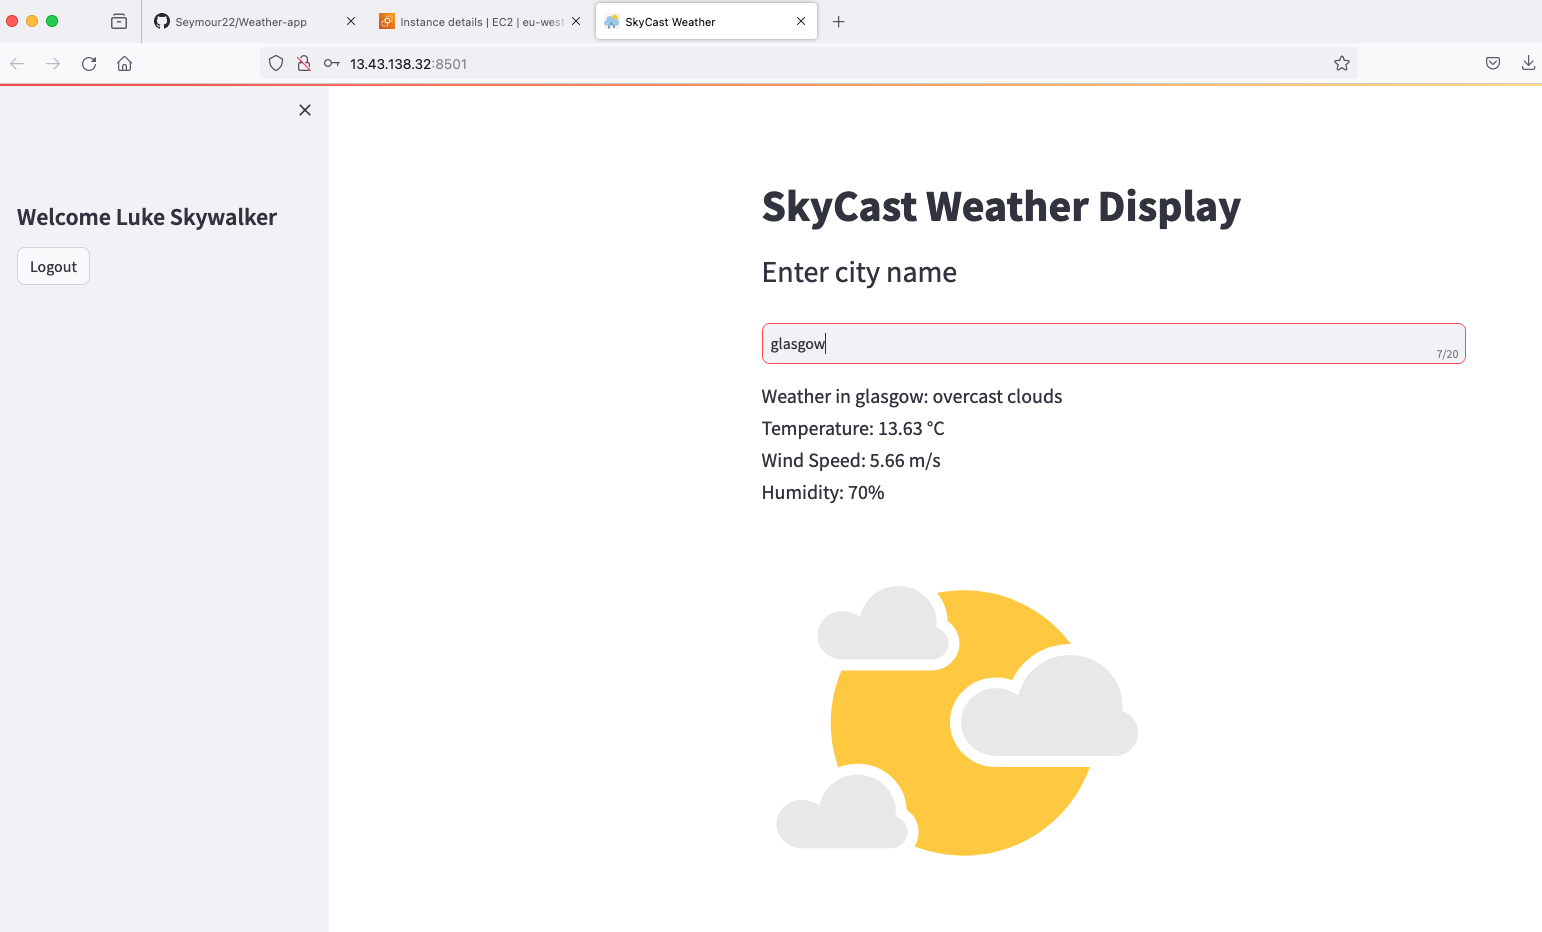 Seymour22/Weather-app
Instance details | EC2 | eu-west-
SkyCast Weather
13.43.138.32:8501
Welcome Luke Skywalker
Logout
SkyCast Weather Display
Enter city name
glasgow
7/20
Weather in glasgow: overcast clouds
Temperature: 13.63 °C
Wind Speed: 5.66 m/s
Humidity: 70%